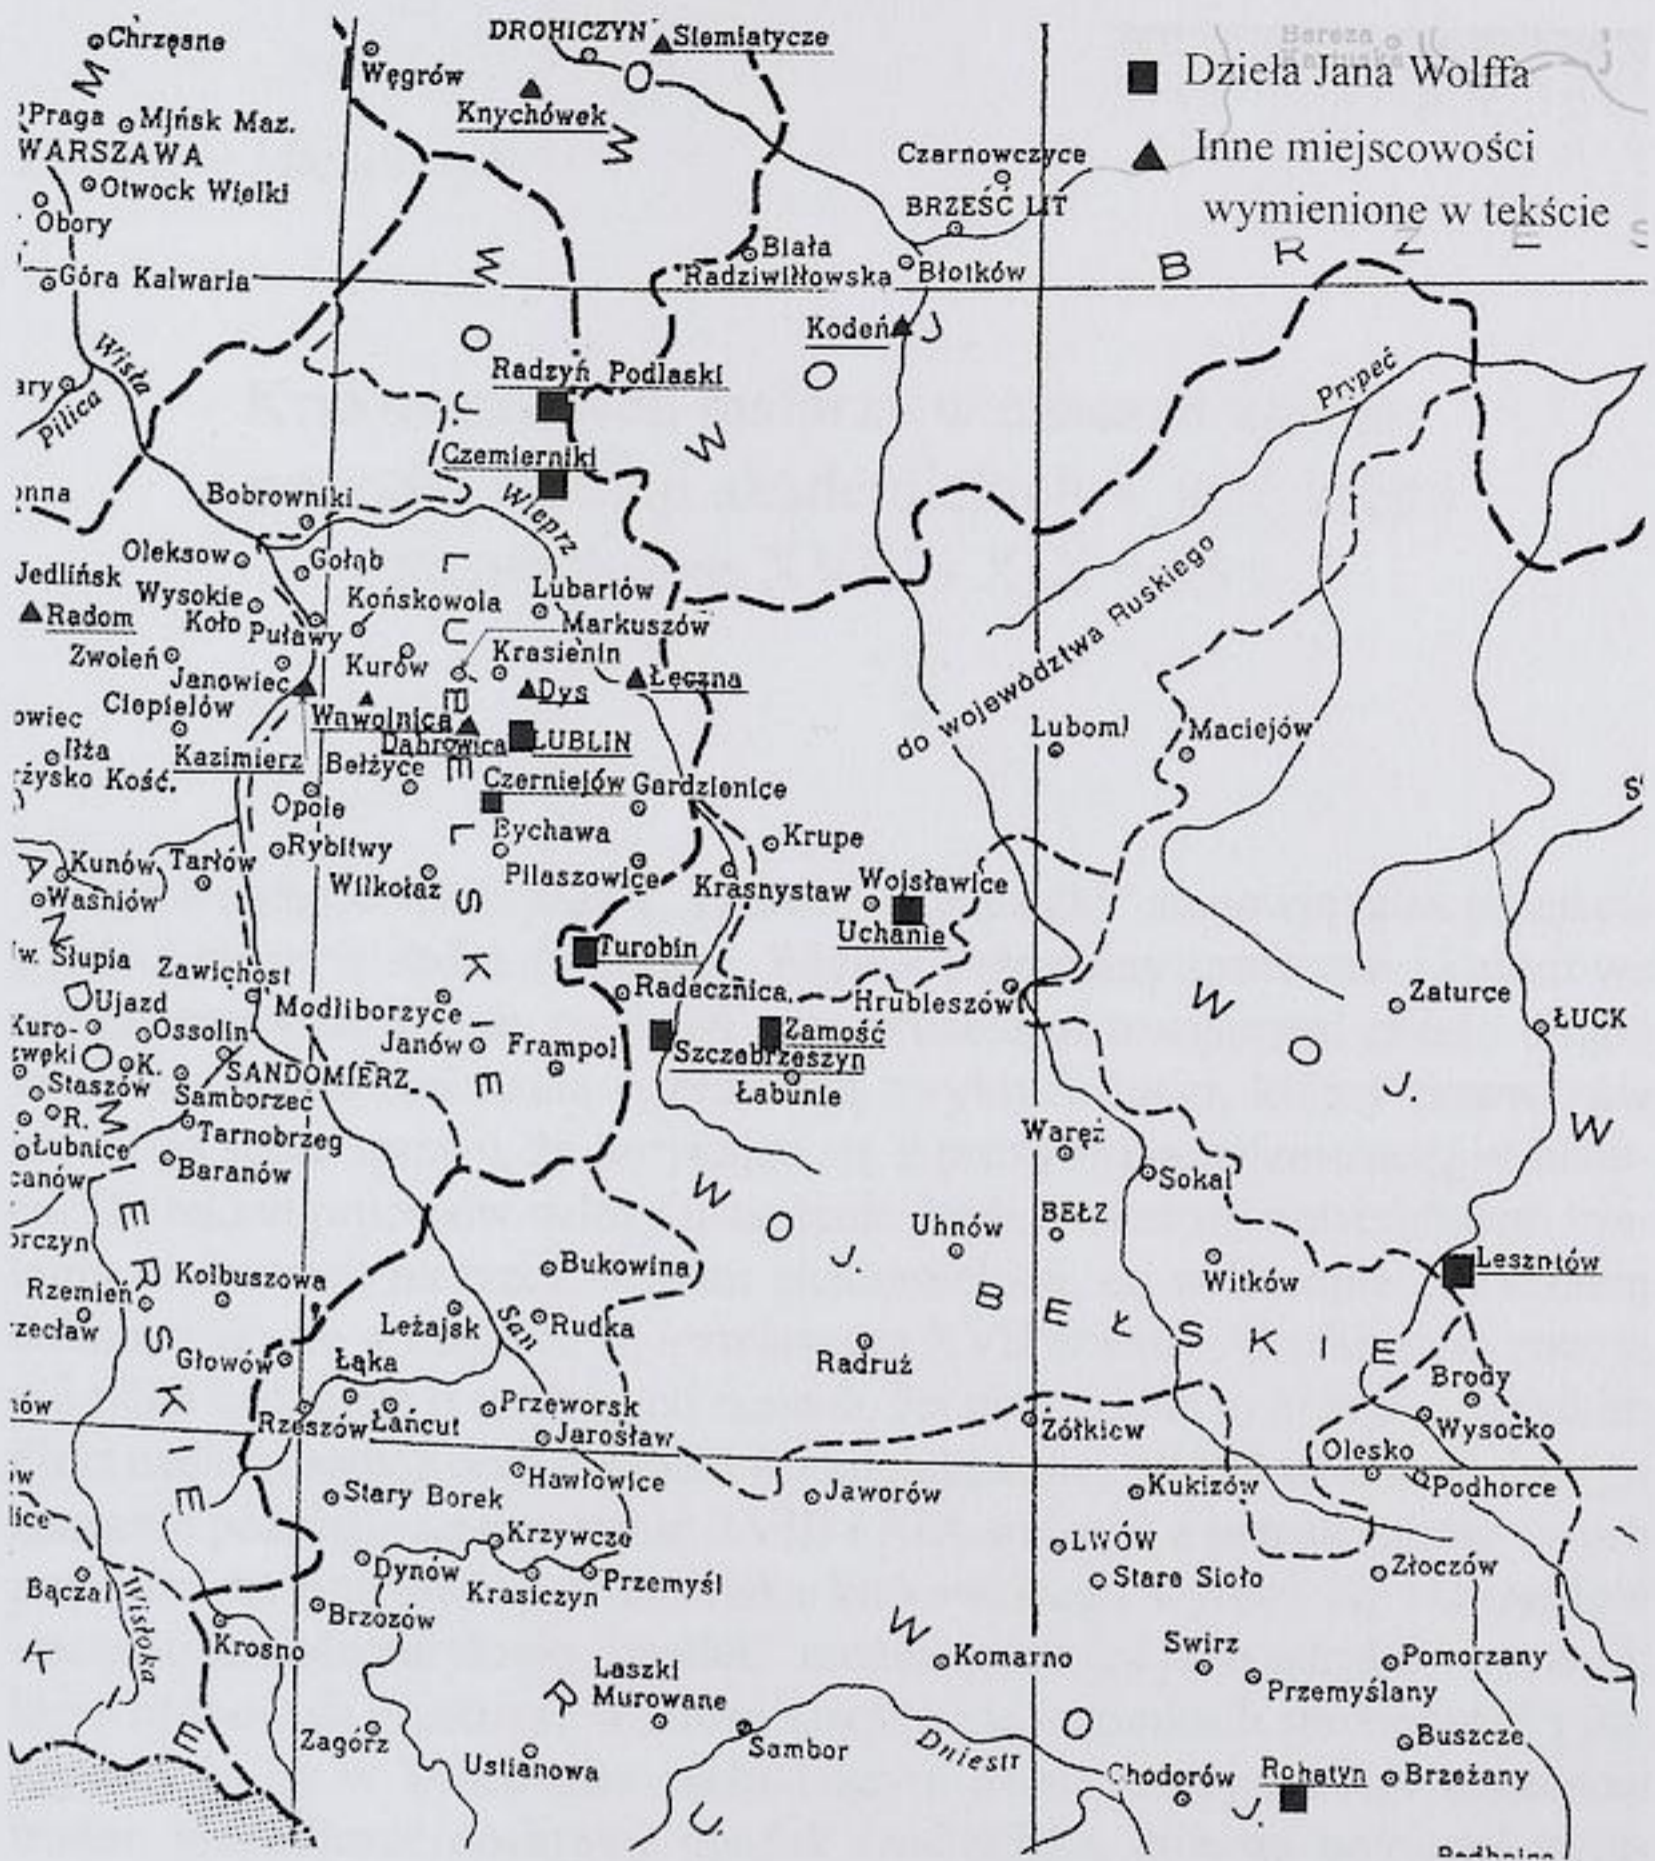 Chrzęsne
DROHICZYN
Siemiatycze
Węgrów
Knychówek
Dzieła Jana Wolffa
Praga
Mińsk Maz.
WARSZAWA
Otwock Wielki
Obory
Czarnowczyce
BRZEŚĆ LIT
Inne miejscowości
wymienione w tekście
Góra Kalwaria
Biała
Radziwiłłowska
Błotków
B R Z E S
Wisła
Pilica
W O J.
Kodeń
Radzyń Podlaski
Prypeć
Czemierniki
Bobrowniki
Wieprz
Oleksow
Gołąb
Jedlińsk
Wysokie
Koło
Radom
Puławy
Końskowola
Lubartów
Markuszów
Zwoleń
Janowiec
Kurów
Krasienin
Dys
Łęczna
do województwa Ruskiego
Ciepielów
Wąwolnica
Dąbrowica
LUBLIN
Luboml
Maciejów
Iłża
Kazimierz
Bełżyce
Czerniejów
Gardzienice
Opole
Bychawa
Krupe
Kunów
Tarłów
Rybitwy
Wilkołaz
Pilaszowice
Krasnystaw
Wojsławice
Waśniów
Uchanie
Turobin
w. Słupia
Zawichost
Radecznica
Hrubieszów
Zaturce
ŁUCK
Ujazd
Ossolin
Modliborzyce
Janów
Frampol
Szczebrzeszyn
Zamość
Łabunie
K.
Staszów
SANDOMIERZ
Samborzec
R.
Łubnice
Tarnobrzeg
Baranów
L U B E L S K I E
Waręż
Sokal
W O J.
BEŁZ
Uhnów
Witków
Leszniów
B E Ł S K I E
Bukowina
Rzemień
Kolbuszowa
Leżajsk
San
Rudka
Radruż
Głowów
Łąka
Rzeszów
Łańcut
Przeworsk
Jarosław
Żółkiew
Brody
Wysocko
Olesko
Podhorce
Hawłowice
Stary Borek
Jaworów
Kukizów
Krzywcze
Dynów
Krasiczyn
Przemyśl
LWÓW
Stare Sioło
Złoczów
Bączal
Wisłoka
Brzozów
Krosno
Komarno
Swirz
Przemyślany
Pomorzany
Laszki
Murowane
Zagórz
Ustianowa
Sambor
Dniestr
Buszcze
Chodorów
Rohatyn
Brzeżany